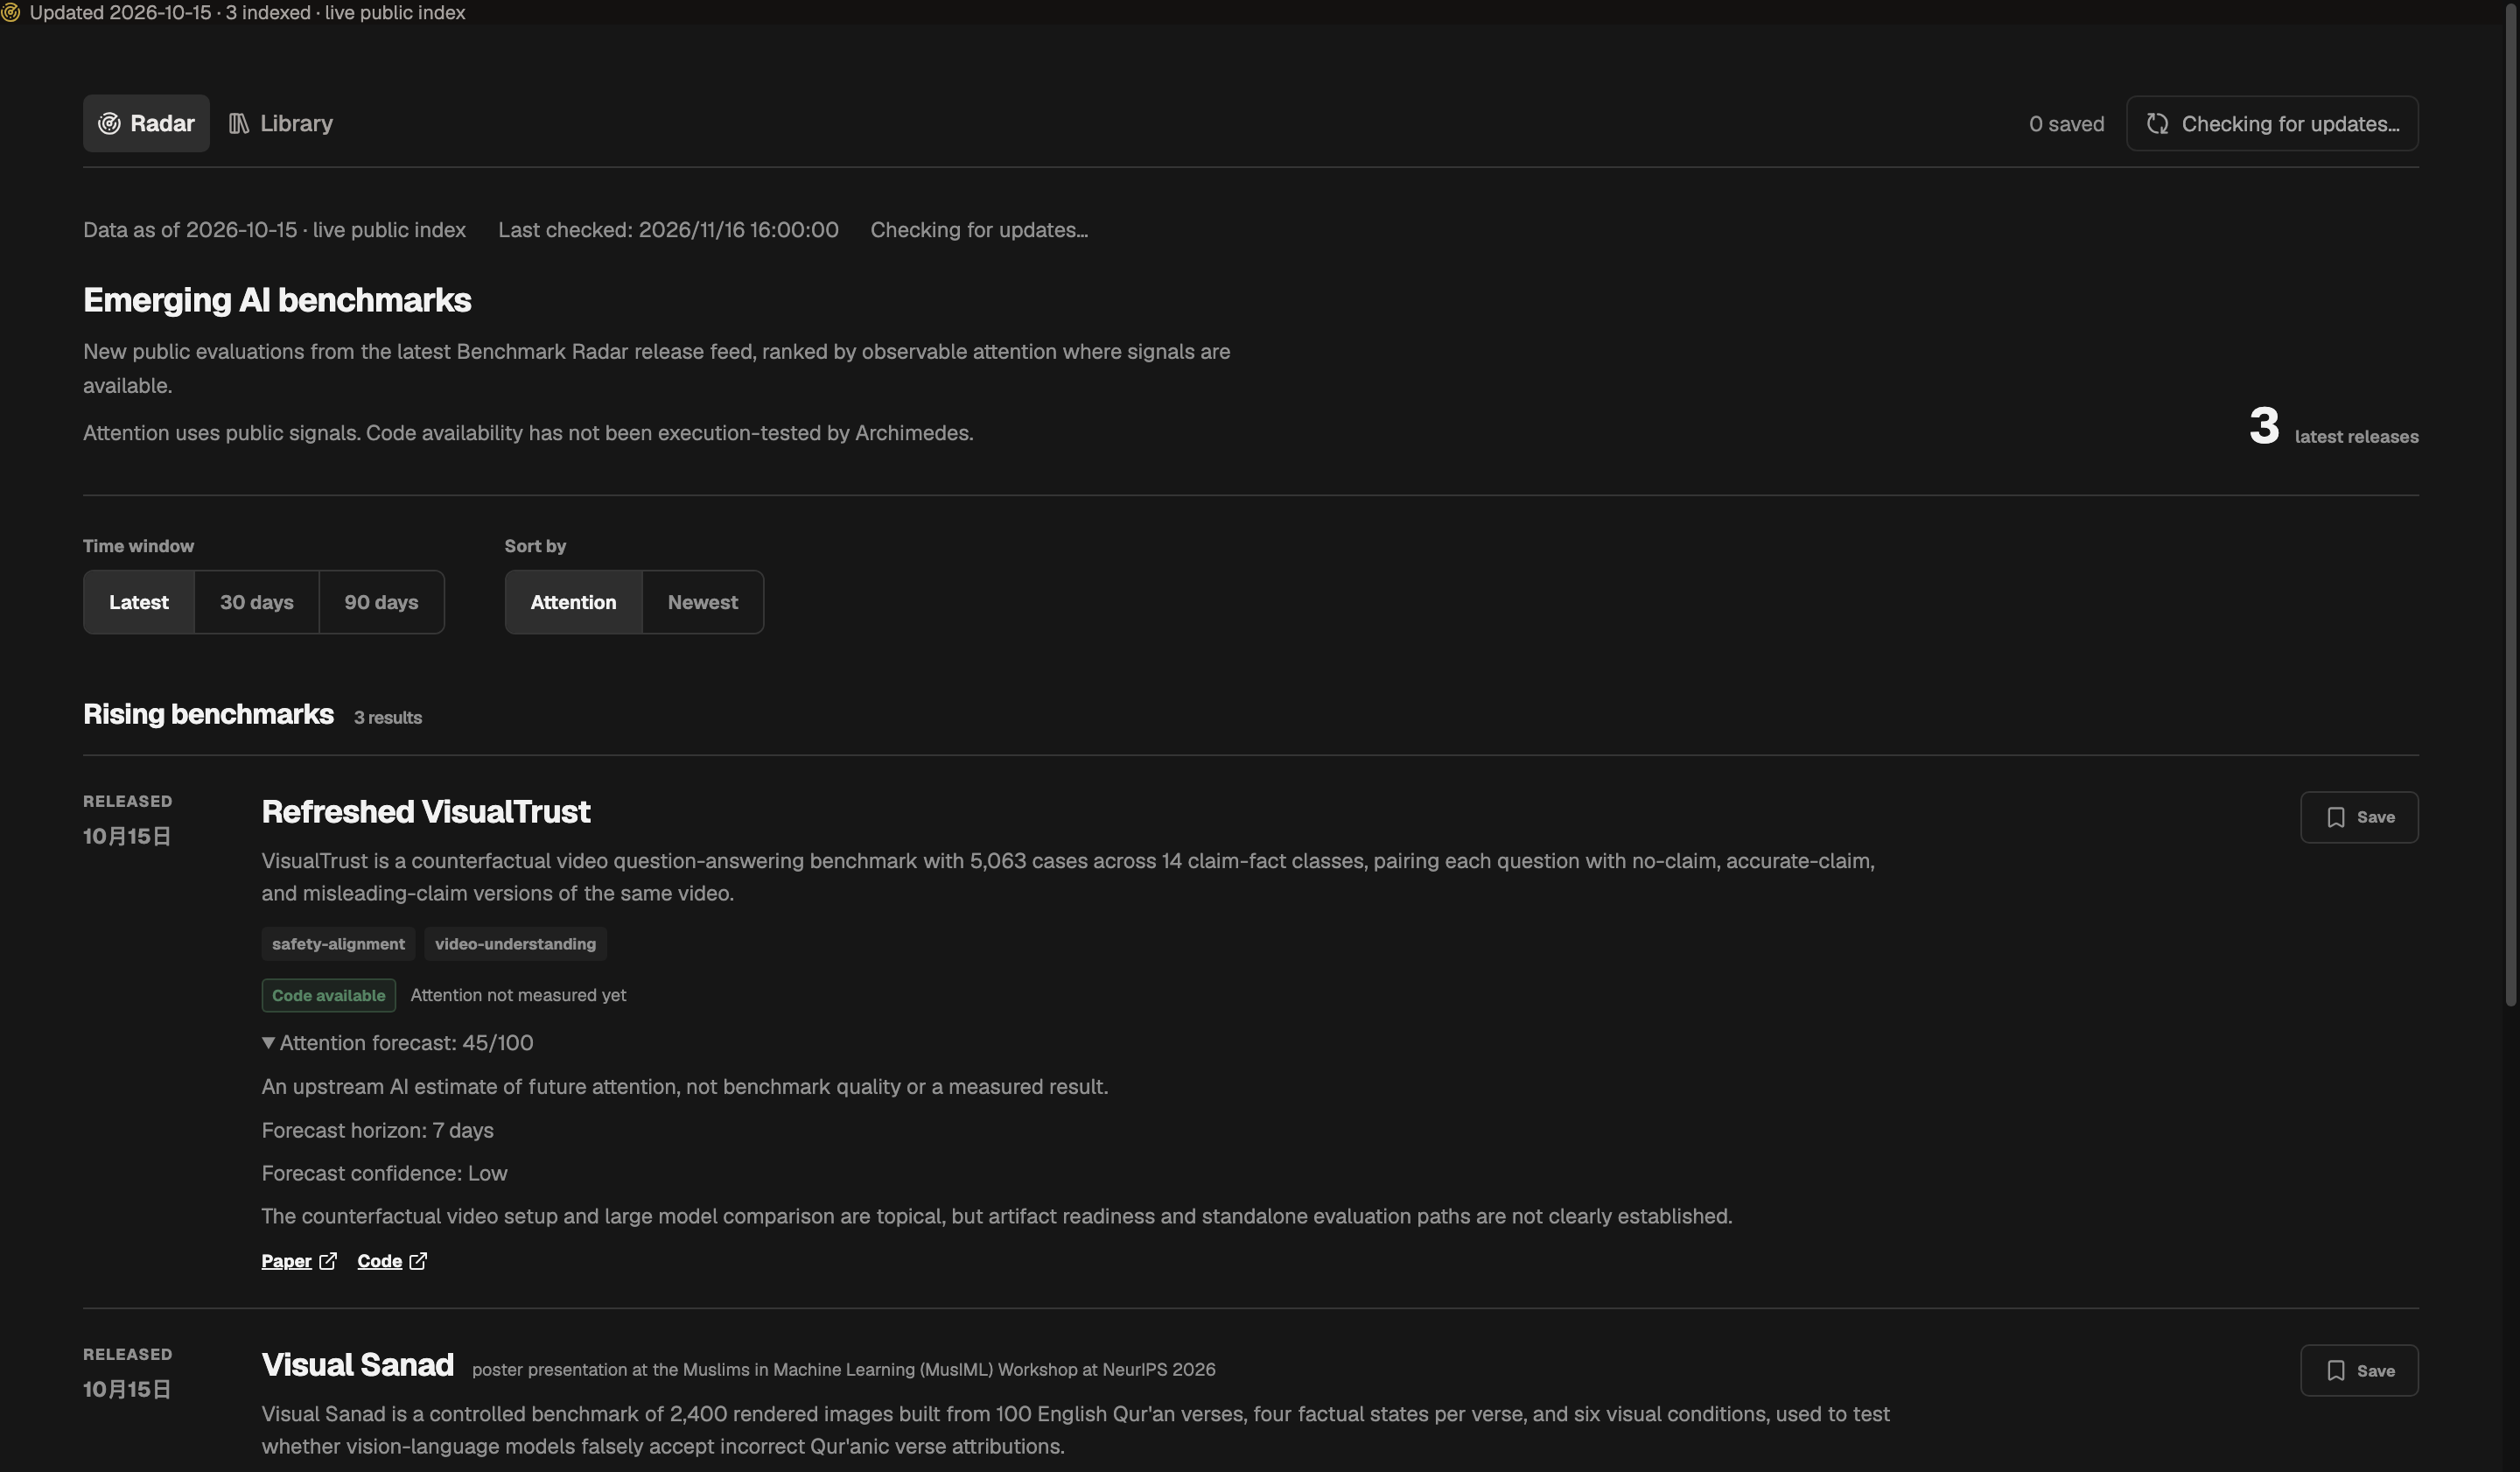 Updated 2026-10-15 · 3 indexed · live public index
Radar
Library
0 saved
Checking for updates…
Data as of 2026-10-15 · live public index
Last checked: 2026/11/16 16:00:00
Checking for updates…
Emerging AI benchmarks
New public evaluations from the latest Benchmark Radar release feed, ranked by observable attention where signals are
available.
Attention uses public signals. Code availability has not been execution-tested by Archimedes.
3 latest releases
Time window
Sort by
Latest
30 days
90 days
Attention
Newest
Rising benchmarks 3 results
RELEASED
10月15日
Refreshed VisualTrust
Save
VisualTrust is a counterfactual video question-answering benchmark with 5,063 cases across 14 claim-fact classes, pairing each question with no-claim, accurate-claim,
and misleading-claim versions of the same video.
safety-alignment
video-understanding
Code available
Attention not measured yet
▼ Attention forecast: 45/100
An upstream AI estimate of future attention, not benchmark quality or a measured result.
Forecast horizon: 7 days
Forecast confidence: Low
The counterfactual video setup and large model comparison are topical, but artifact readiness and standalone evaluation paths are not clearly established.
Paper
Code
RELEASED
10月15日
Visual Sanad poster presentation at the Muslims in Machine Learning (MusIML) Workshop at NeurIPS 2026
Save
Visual Sanad is a controlled benchmark of 2,400 rendered images built from 100 English Qur'an verses, four factual states per verse, and six visual conditions, used to test
whether vision-language models falsely accept incorrect Qur'anic verse attributions.